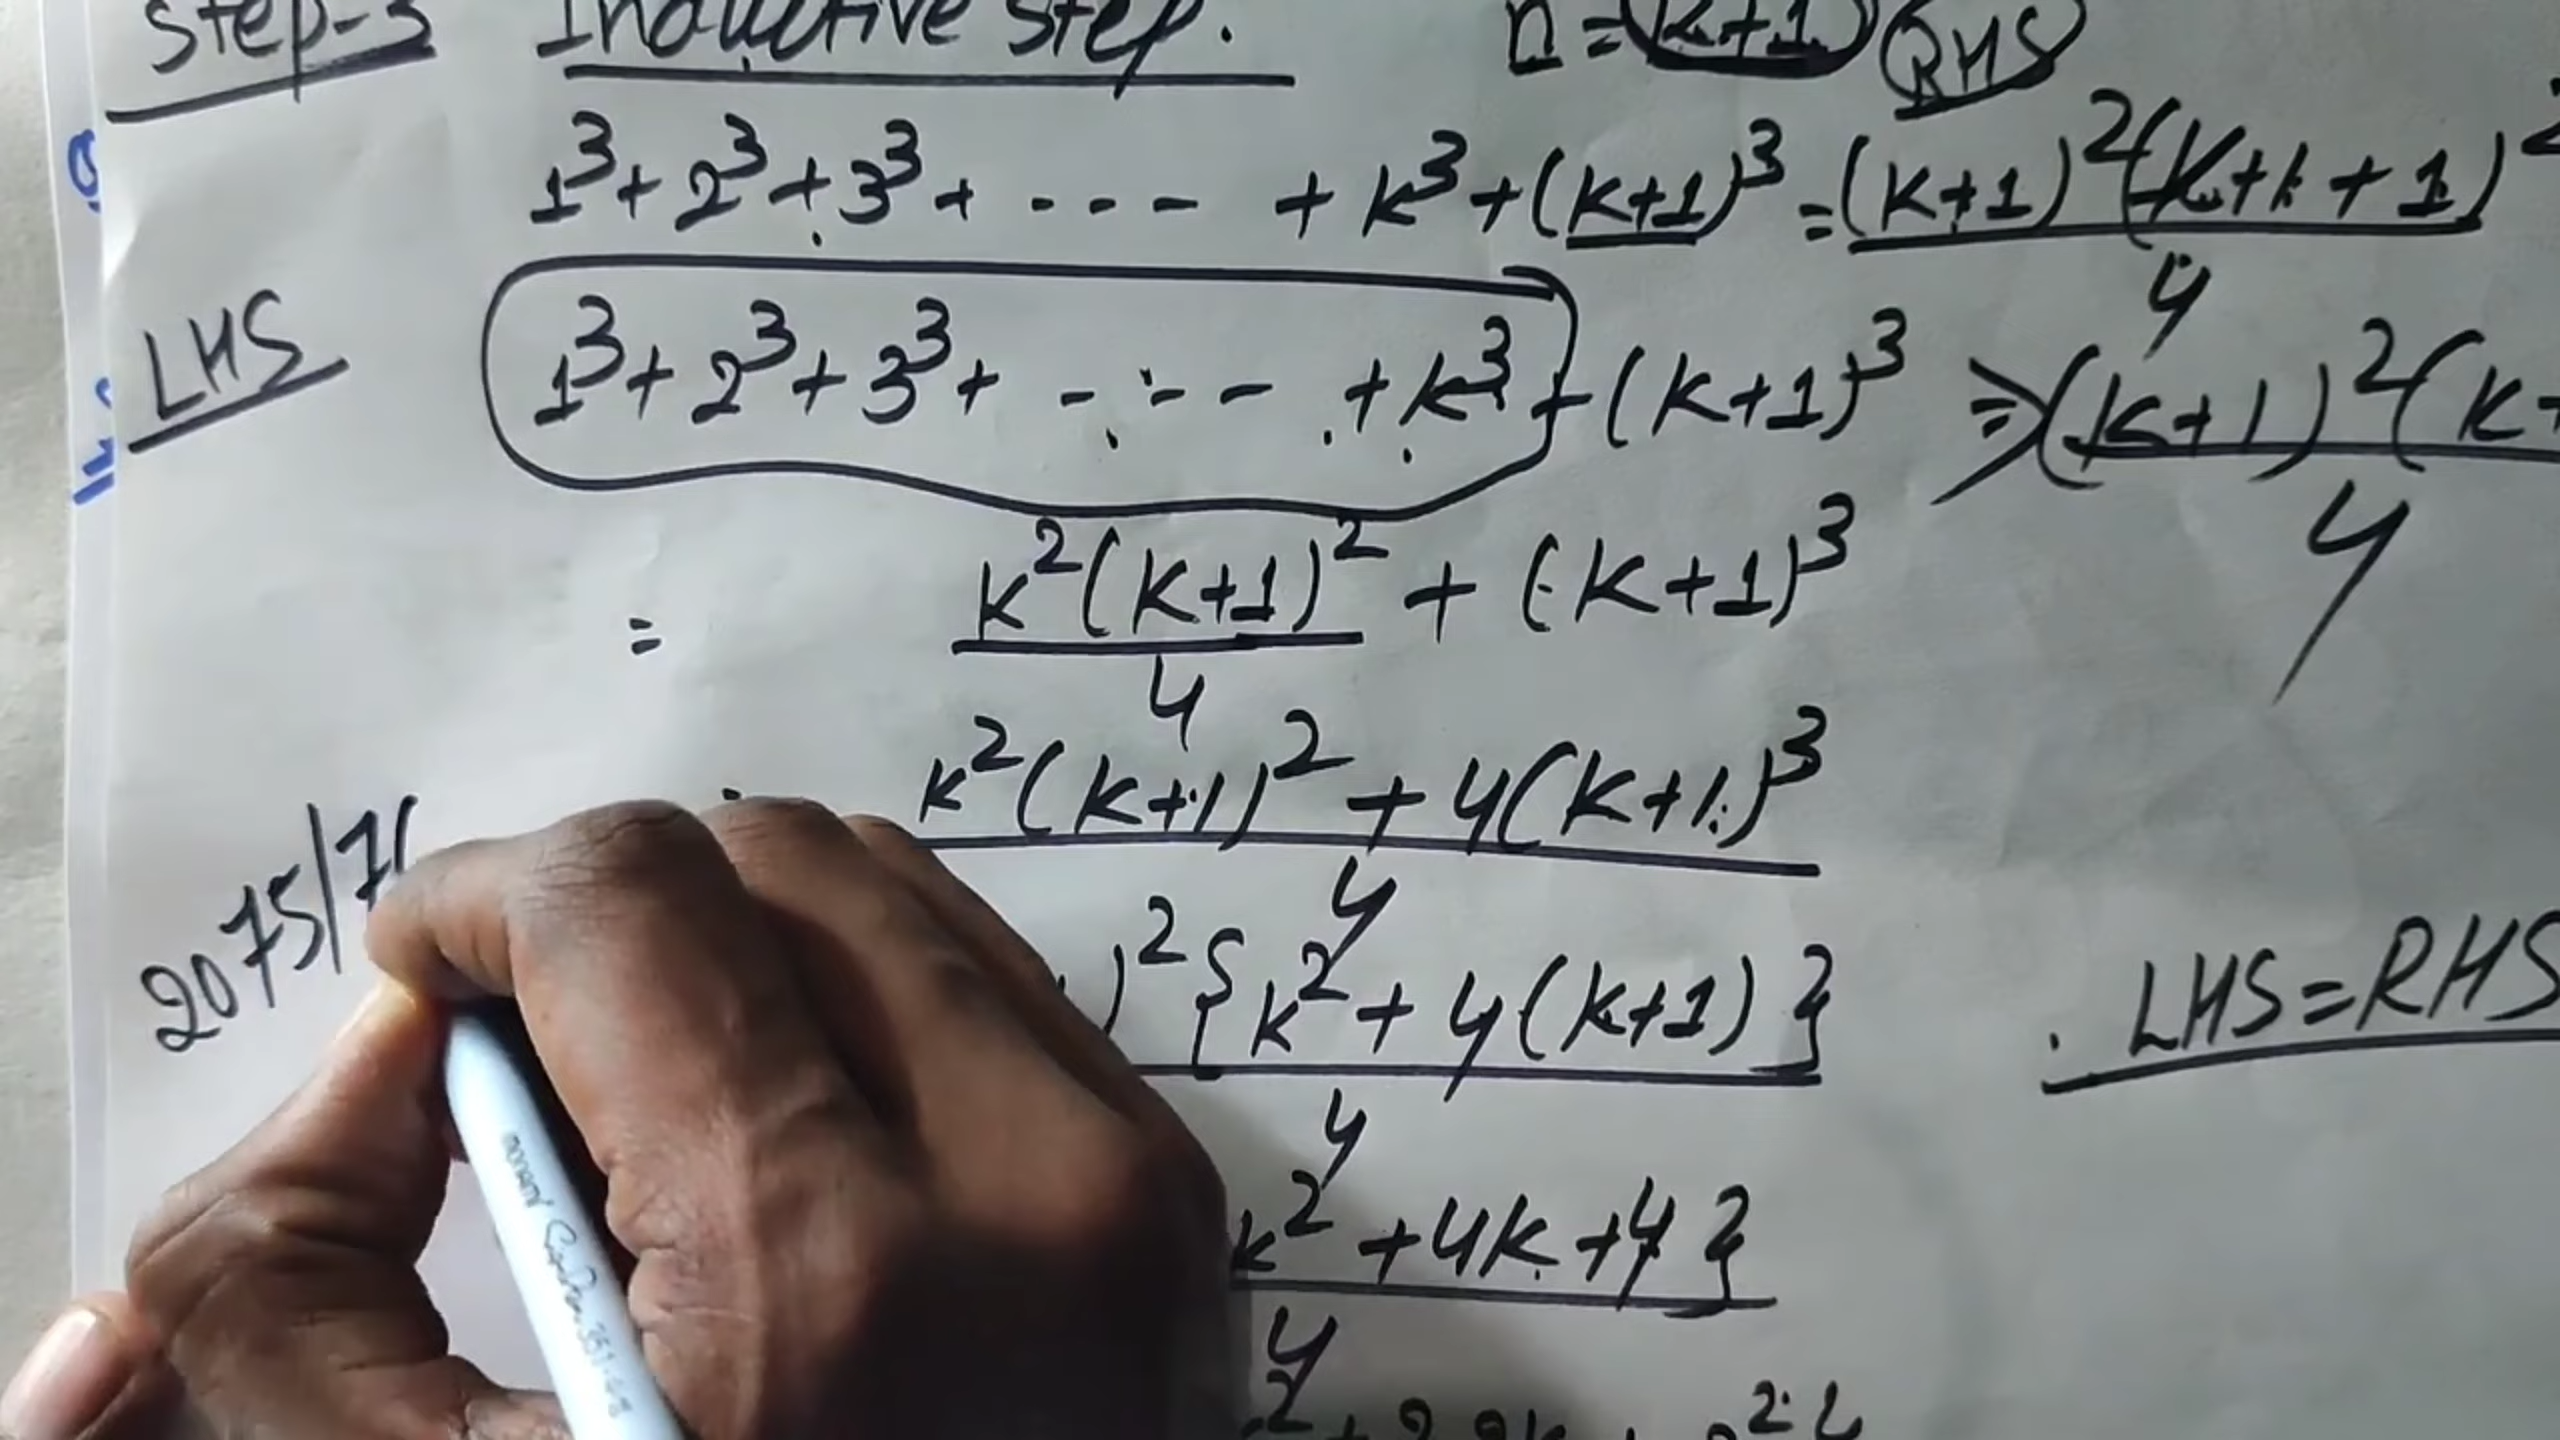 Step-3 Inductive step. n=(k+1) RHS
1³+2³+3³+ --- +k³+(k+1)³=(k+1)²(k+1+1)²
4
LHS 1³+2³+3³+ --- +k³+(k+1)³ ⇒(k+1)²(k+
4
= k²(k+1)² + (k+1)³
4
k²(k+1)²+4(k+1)³
4
2075/7
)²{k²+4(k+1)}
4
LHS=RHS
k²+4k+4}
4